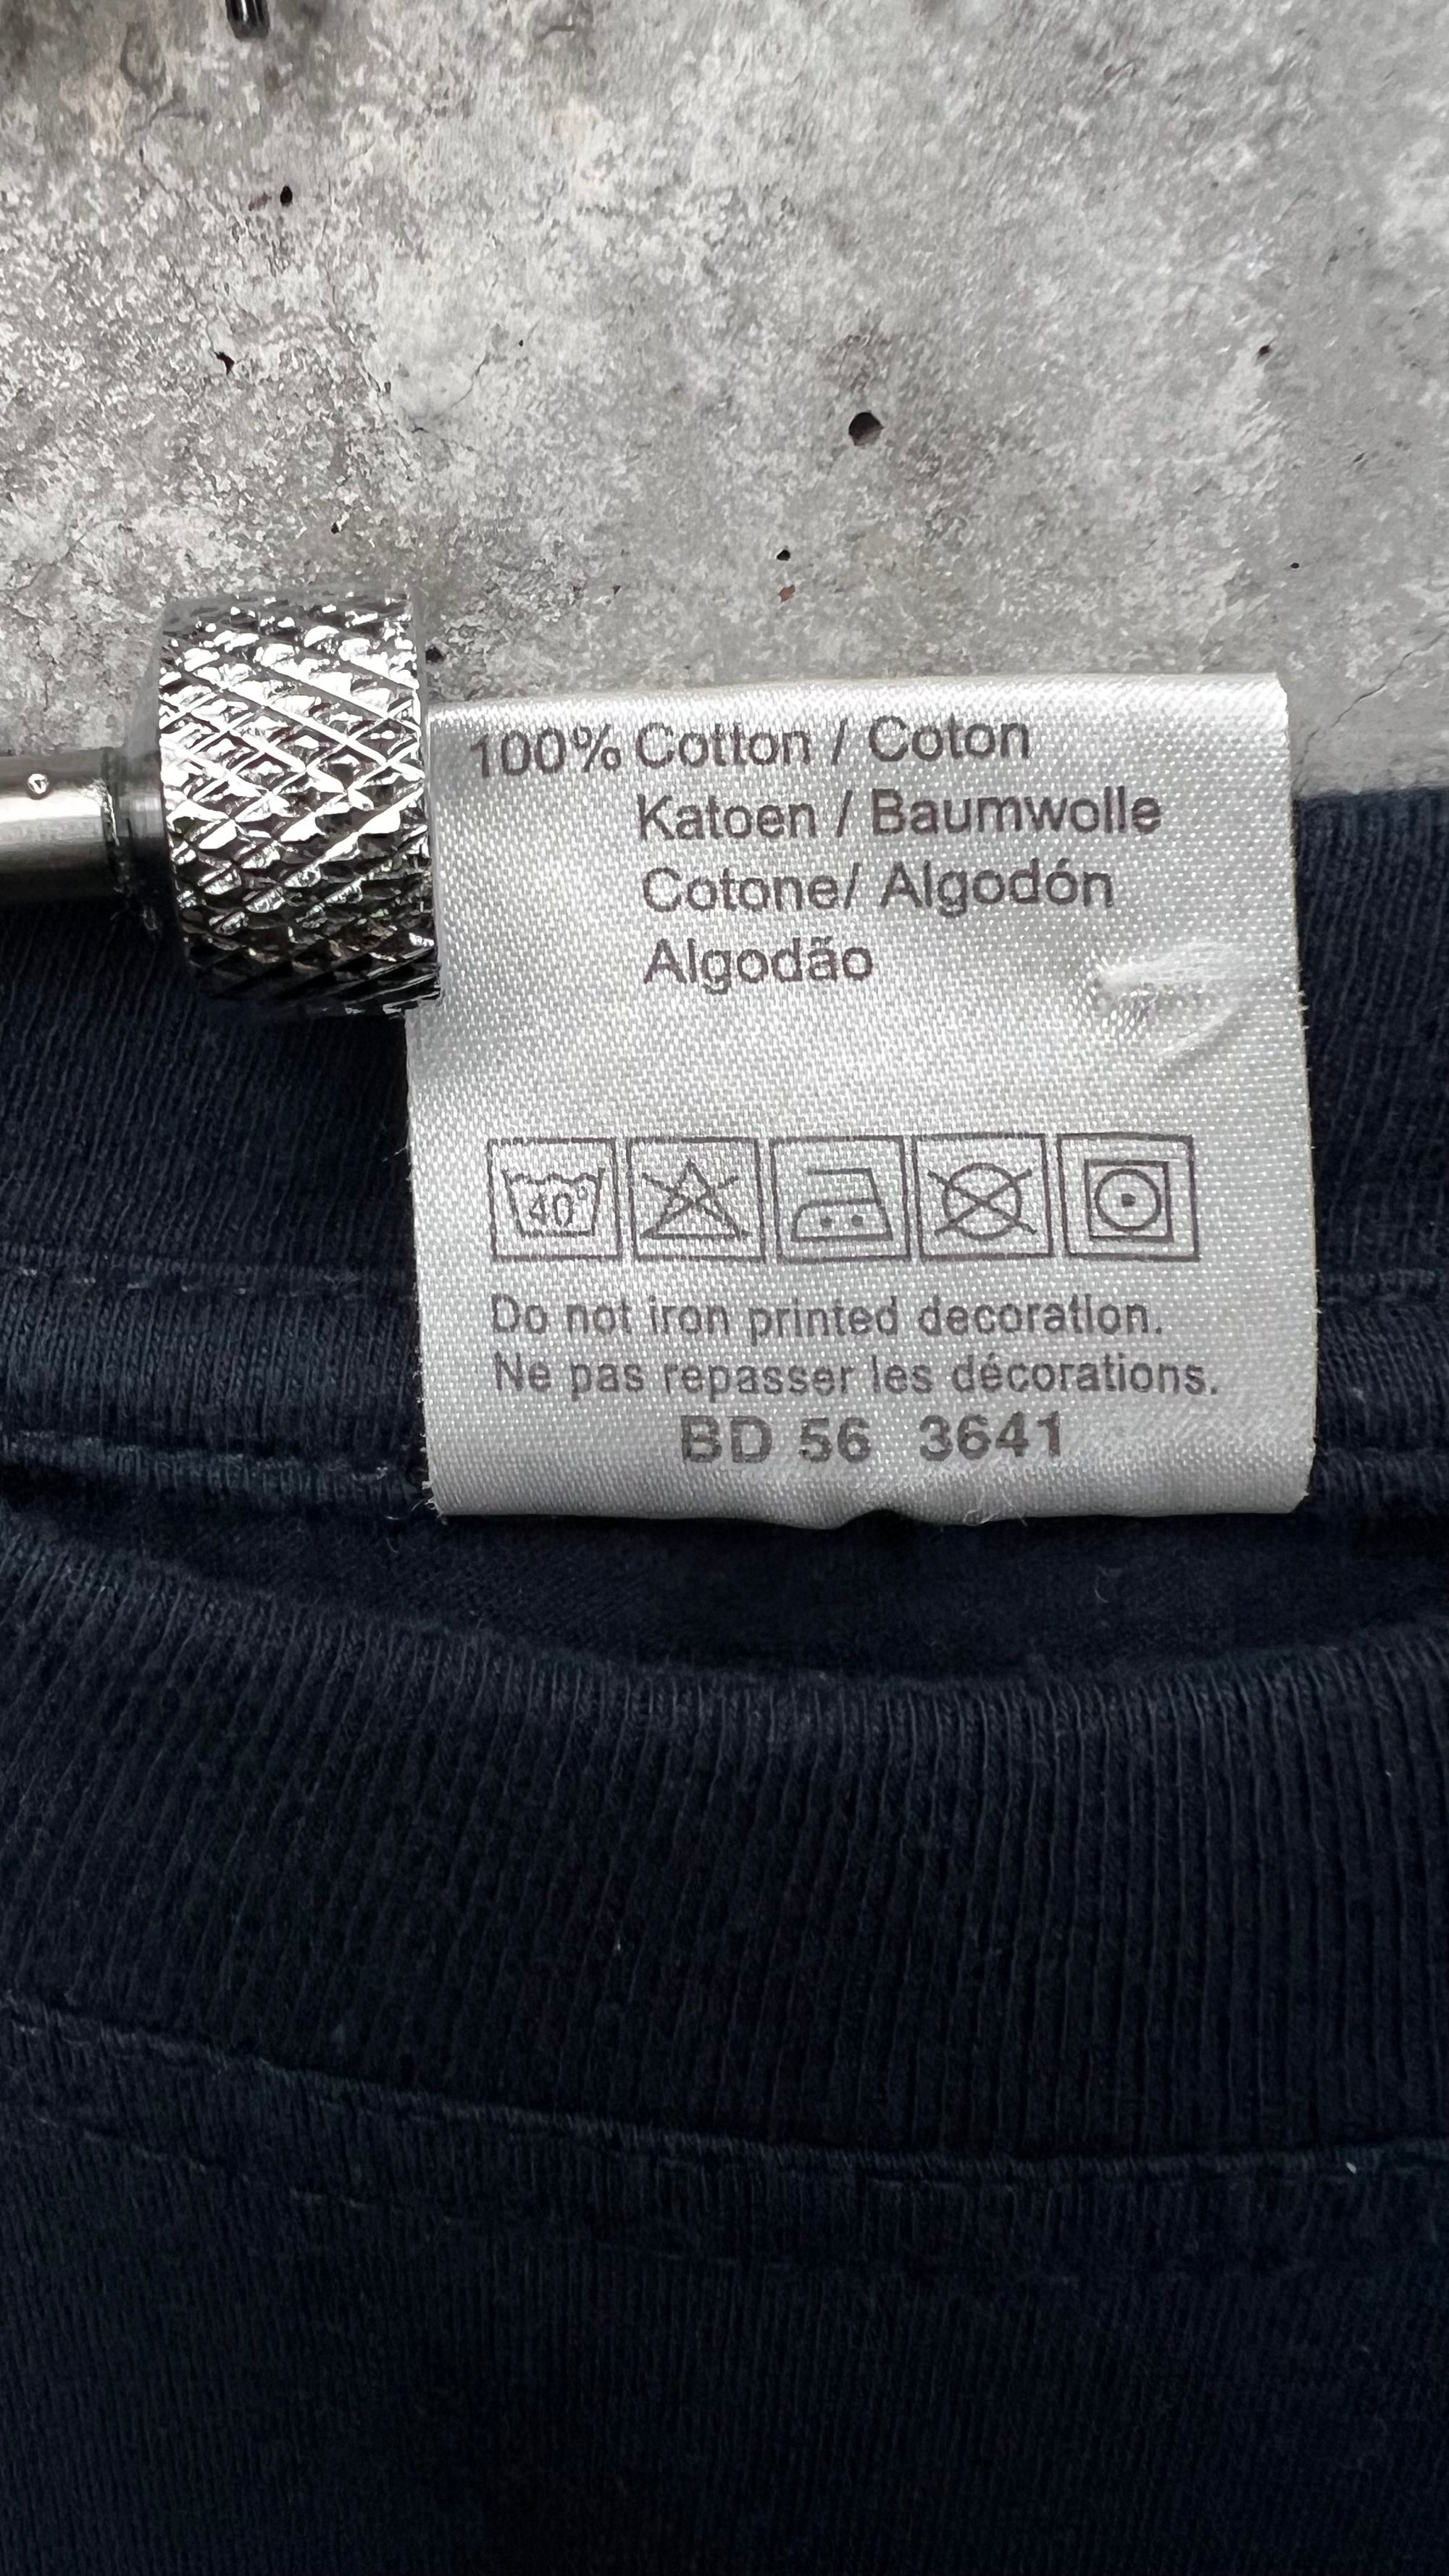 100% Cotton / Coton
Katoen / Baumwolle
Cotone/ Algodón
Algodão
40°
Do not iron printed decoration.
Ne pas repasser les décorations.
BD 56 3641